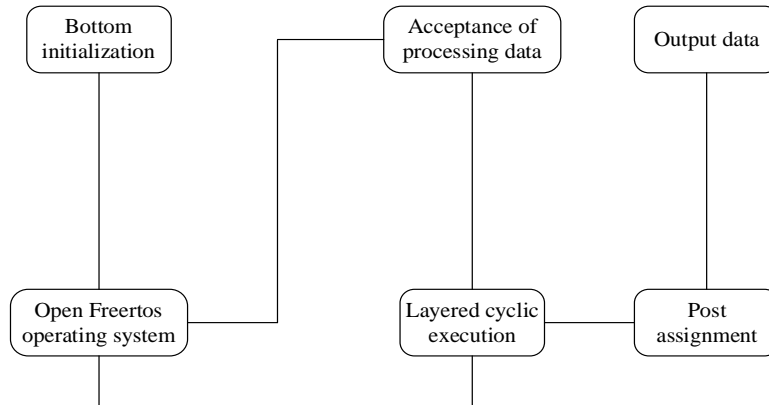 Bottom
initialization
Acceptance of
processing data
Output data
Open Freertos
operating system
Layered cyclic
execution
Post
assignment